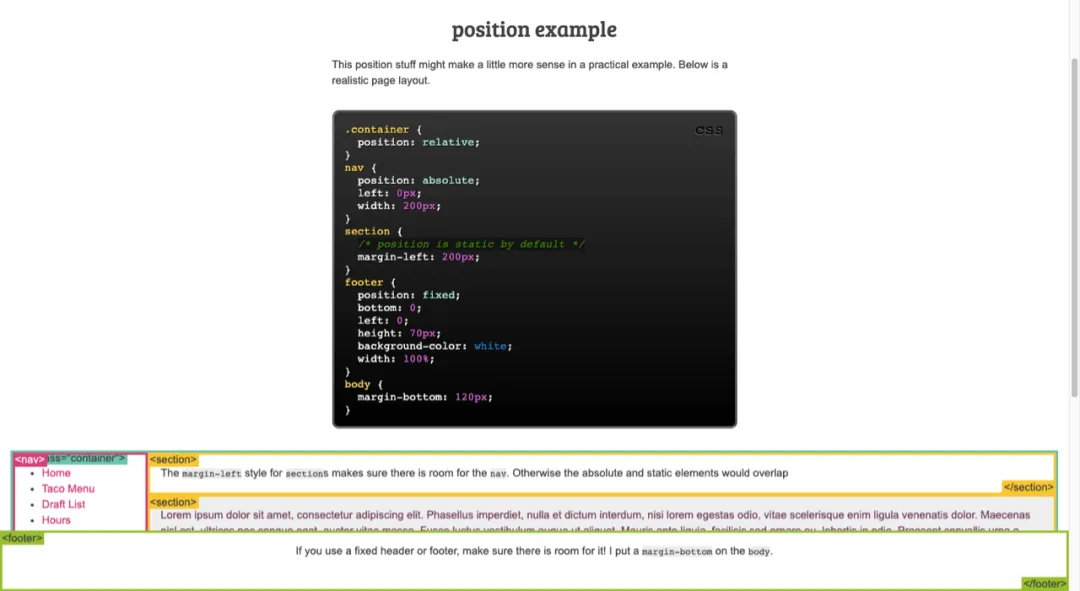 position example
This position stuff might make a little more sense in a practical example. Below is a
realistic page layout.
CSS
.container {
  position: relative;
}
nav {
  position: absolute;
  left: 0px;
  width: 200px;
}
section {
  /* position is static by default */
  margin-left: 200px;
}
footer {
  position: fixed;
  bottom: 0;
  left: 0;
  height: 70px;
  background-color: white;
  width: 100%;
}
body {
  margin-bottom: 120px;
}
<nav>
ass="container">
Home
Taco Menu
Draft List
Hours
<section>
The margin-left style for sections makes sure there is room for the nav. Otherwise the absolute and static elements would overlap
</section>
<section>
Lorem ipsum dolor sit amet, consectetur adipiscing elit. Phasellus imperdiet, nulla et dictum interdum, nisi lorem egestas odio, vitae scelerisque enim ligula venenatis dolor. Maecenas
<footer>
If you use a fixed header or footer, make sure there is room for it! I put a margin-bottom on the body.
</footer>